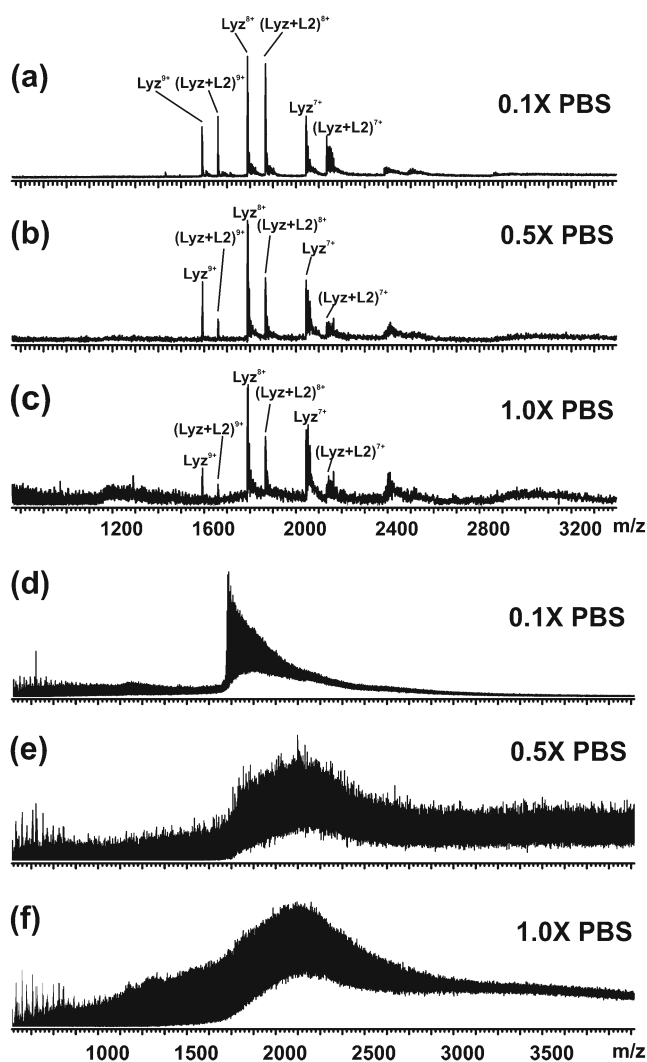 Lyz⁸⁺ (Lyz+L2)⁸⁺
(a)
Lyz⁹⁺ (Lyz+L2)⁹⁺
0.1X PBS
Lyz⁷⁺
(Lyz+L2)⁷⁺
(b)
Lyz⁸⁺
(Lyz+L2)⁸⁺
0.5X PBS
(Lyz+L2)⁹⁺
Lyz⁷⁺
Lyz⁹⁺
(Lyz+L2)⁷⁺
(c)
Lyz⁸⁺
(Lyz+L2)⁸⁺
1.0X PBS
Lyz⁷⁺
(Lyz+L2)⁹⁺
(Lyz+L2)⁷⁺
Lyz⁹⁺
1200 1600 2000 2400 2800 3200 m/z
(d)
0.1X PBS
(e)
0.5X PBS
(f)
1.0X PBS
1000 1500 2000 2500 3000 3500 m/z